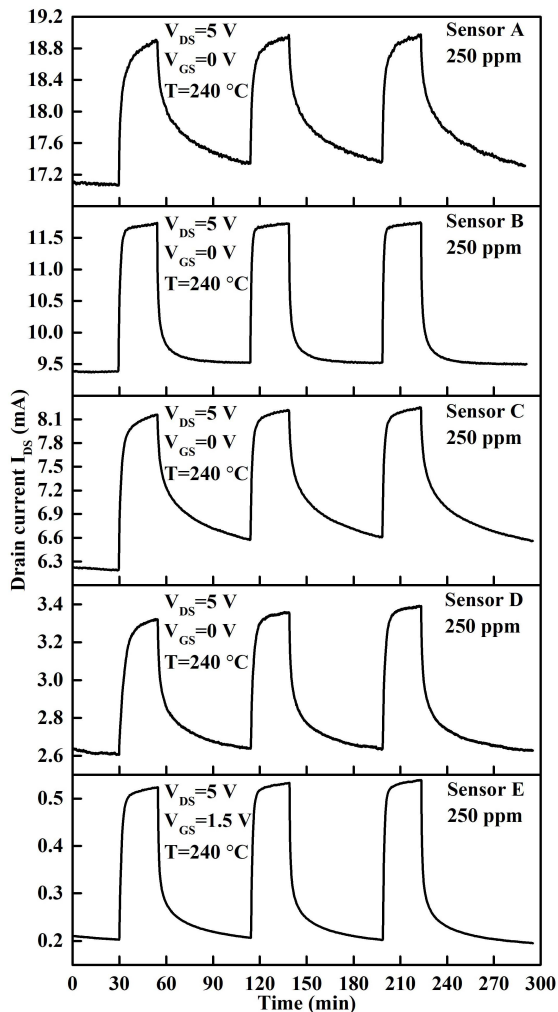 Drain current I_DS (mA)
19.2
18.8
18.4
18.0
17.6
17.2
V_DS=5 V
V_GS=0 V
T=240 °C
Sensor A
250 ppm
11.5
11.0
10.5
10.0
9.5
V_DS=5 V
V_GS=0 V
T=240 °C
Sensor B
250 ppm
8.1
7.8
7.5
7.2
6.9
6.6
6.3
V_DS=5 V
V_GS=0 V
T=240 °C
Sensor C
250 ppm
3.4
3.2
3.0
2.8
2.6
V_DS=5 V
V_GS=0 V
T=240 °C
Sensor D
250 ppm
0.5
0.4
0.3
0.2
V_DS=5 V
V_GS=1.5 V
T=240 °C
Sensor E
250 ppm
0 30 60 90 120 150 180 210 240 270 300
Time (min)